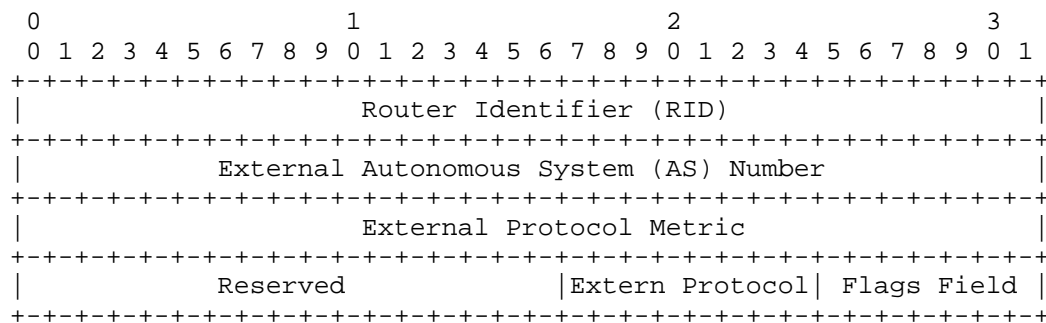 0                   1                   2                   3
 0 1 2 3 4 5 6 7 8 9 0 1 2 3 4 5 6 7 8 9 0 1 2 3 4 5 6 7 8 9 0 1
+-+-+-+-+-+-+-+-+-+-+-+-+-+-+-+-+-+-+-+-+-+-+-+-+-+-+-+-+-+-+-+-+
|                     Router Identifier (RID)                   |
+-+-+-+-+-+-+-+-+-+-+-+-+-+-+-+-+-+-+-+-+-+-+-+-+-+-+-+-+-+-+-+-+
|            External Autonomous System (AS) Number             |
+-+-+-+-+-+-+-+-+-+-+-+-+-+-+-+-+-+-+-+-+-+-+-+-+-+-+-+-+-+-+-+-+
|                     External Protocol Metric                  |
+-+-+-+-+-+-+-+-+-+-+-+-+-+-+-+-+-+-+-+-+-+-+-+-+-+-+-+-+-+-+-+-+
|            Reserved             |Extern Protocol| Flags Field |
+-+-+-+-+-+-+-+-+-+-+-+-+-+-+-+-+-+-+-+-+-+-+-+-+-+-+-+-+-+-+-+-+